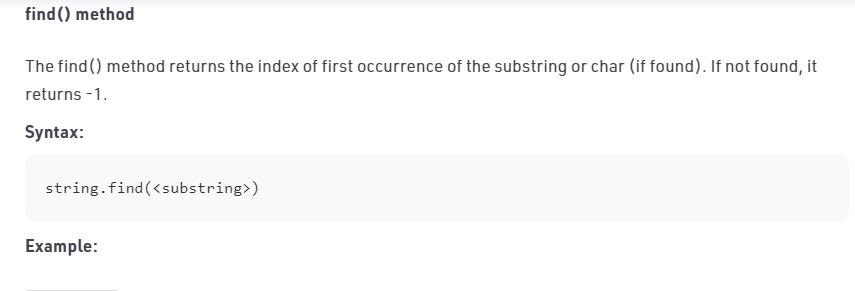 find() method
The find() method returns the index of first occurrence of the substring or char (if found). If not found, it
returns -1.
Syntax:
string.find(<substring>)
Example: